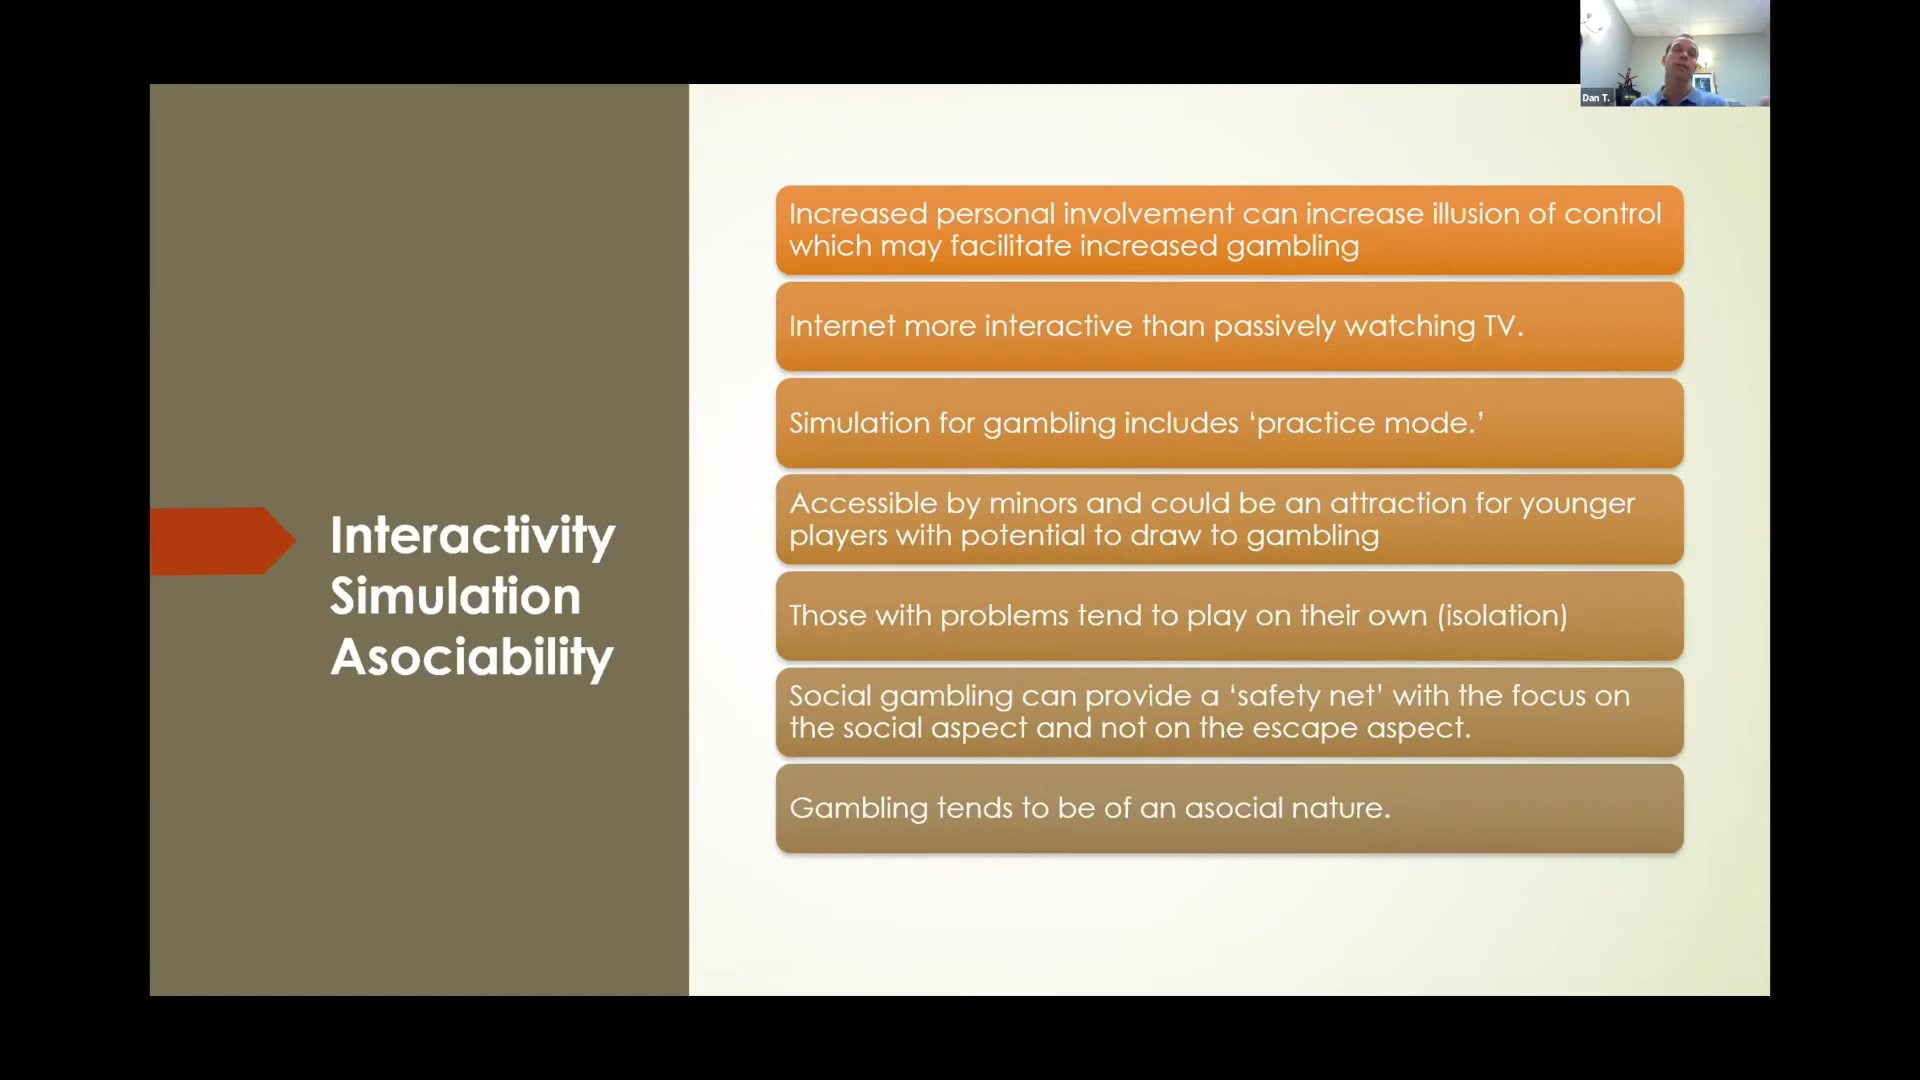 Dan T.
Interactivity
Simulation
Asociability
Increased personal involvement can increase illusion of control
which may facilitate increased gambling
Internet more interactive than passively watching TV.
Simulation for gambling includes ‘practice mode.’
Accessible by minors and could be an attraction for younger
players with potential to draw to gambling
Those with problems tend to play on their own (isolation)
Social gambling can provide a ‘safety net’ with the focus on
the social aspect and not on the escape aspect.
Gambling tends to be of an asocial nature.